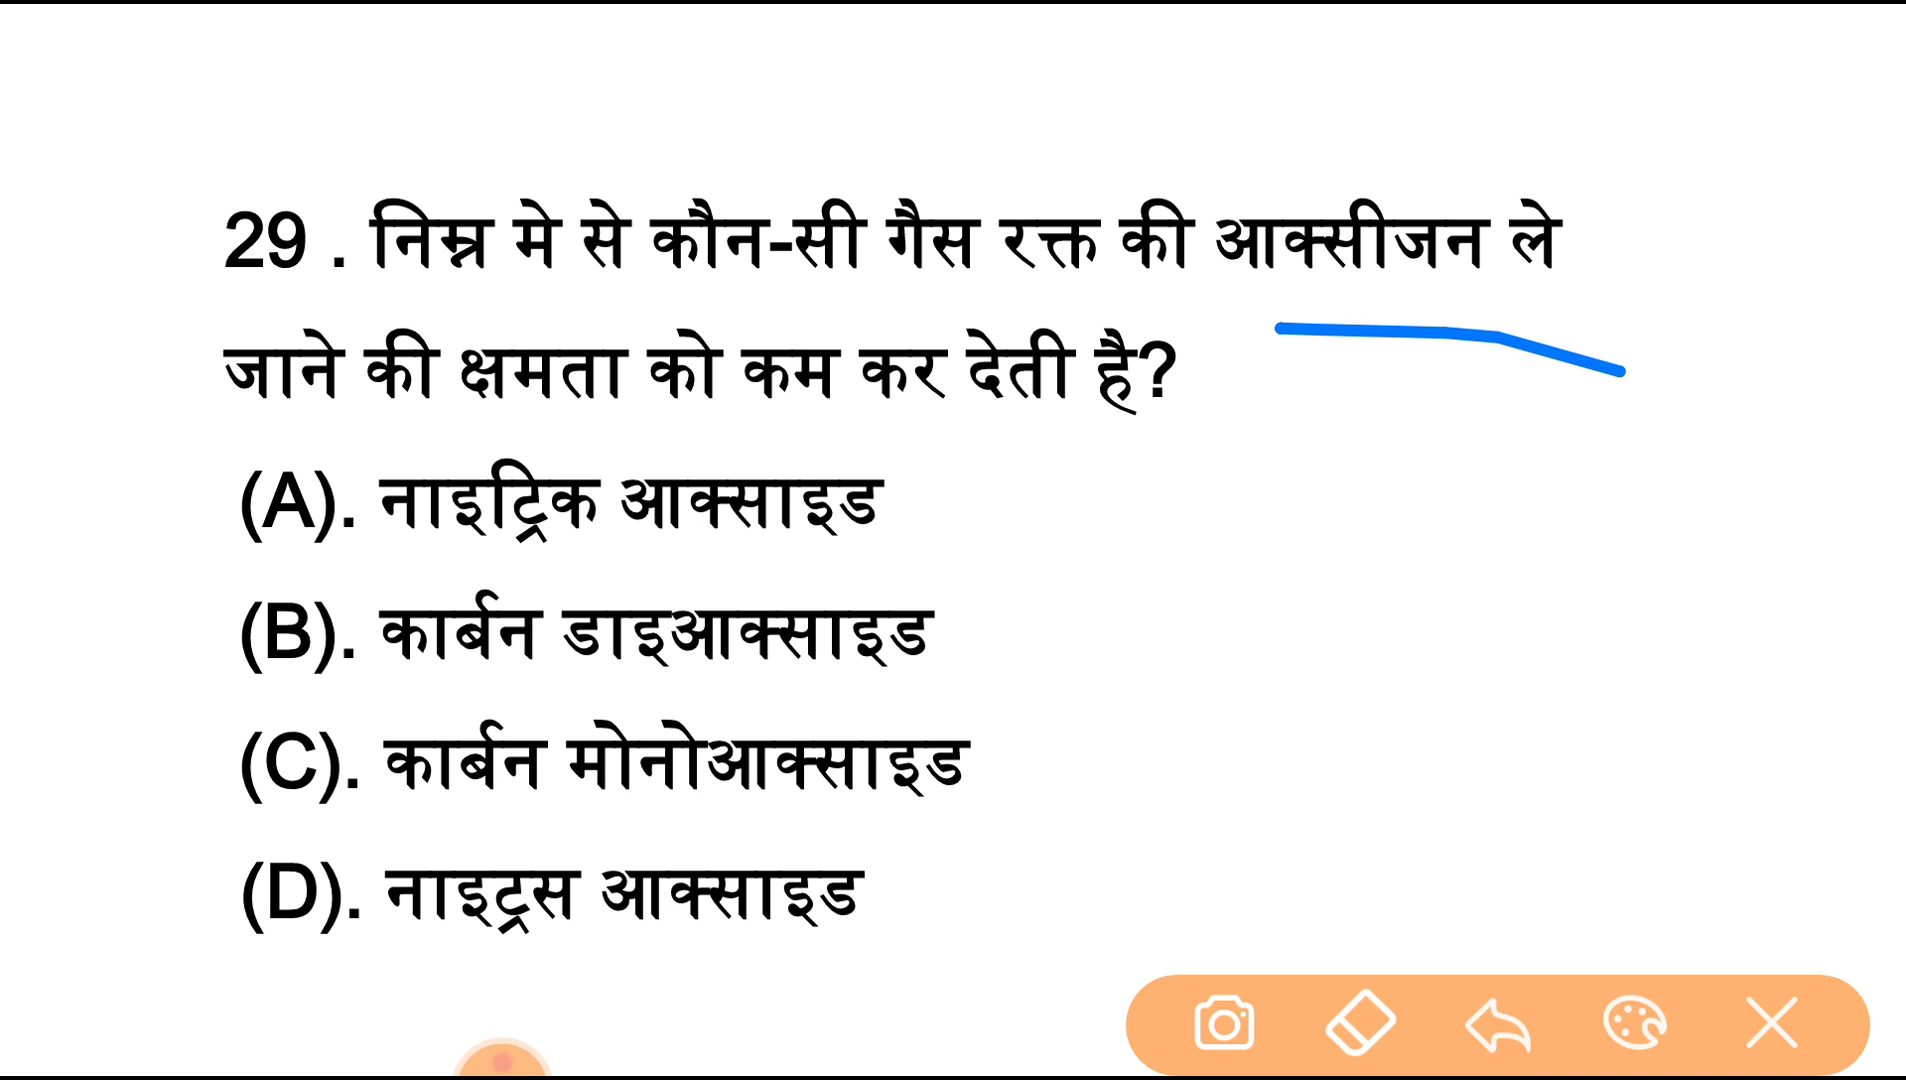 29 . निम्न मे से कौन-सी गैस रक्त की आक्सीजन ले
जाने की क्षमता को कम कर देती है?
(A). नाइट्रिक आक्साइड
(B). कार्बन डाइआक्साइड
(C). कार्बन मोनोआक्साइड
(D). नाइट्रस आक्साइड